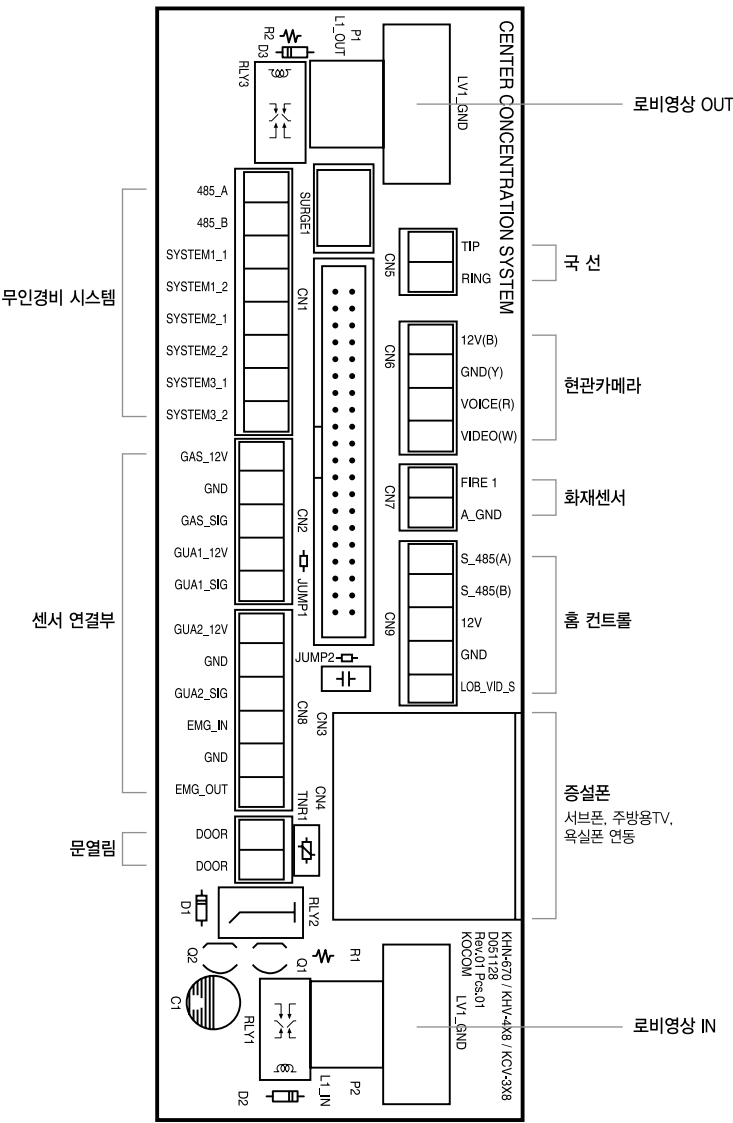 R2
D3
P1
L1_OUT
RLY3
LV1_GND
CENTER CONCENTRATION SYSTEM
로비영상 OUT
무인경비 시스템
485_A
485_B
SYSTEM1_1
SYSTEM1_2
SYSTEM2_1
SYSTEM2_2
SYSTEM3_1
SYSTEM3_2
CN1
SURGE1
CN5
TIP
RING
국 선
CN6
12V(B)
GND(Y)
VOICE(R)
VIDEO(W)
현관카메라
센서 연결부
GAS_12V
GND
GAS_SIG
GUA1_12V
GUA1_SIG
CN2
JUMP1
CN7
FIRE 1
A_GND
화재센서
GUA2_12V
GND
GUA2_SIG
EMG_IN
GND
EMG_OUT
CN8
JUMP2
CN9
S_485(A)
S_485(B)
12V
GND
LOB_VID_S
홈 컨트롤
CN3
CN4
TNR1
증설폰
서브폰, 주방용TV,
욕실폰 연동
문열림
DOOR
DOOR
D1
RLY2
Q2
Q1
R1
C1
RLY1
D2
L1_IN
P2
LV1_GND
KHN-670 / KHV-4X8 / KCV-3X8
D051128
Rev.01 Pcs.01
KOCOM
로비영상 IN